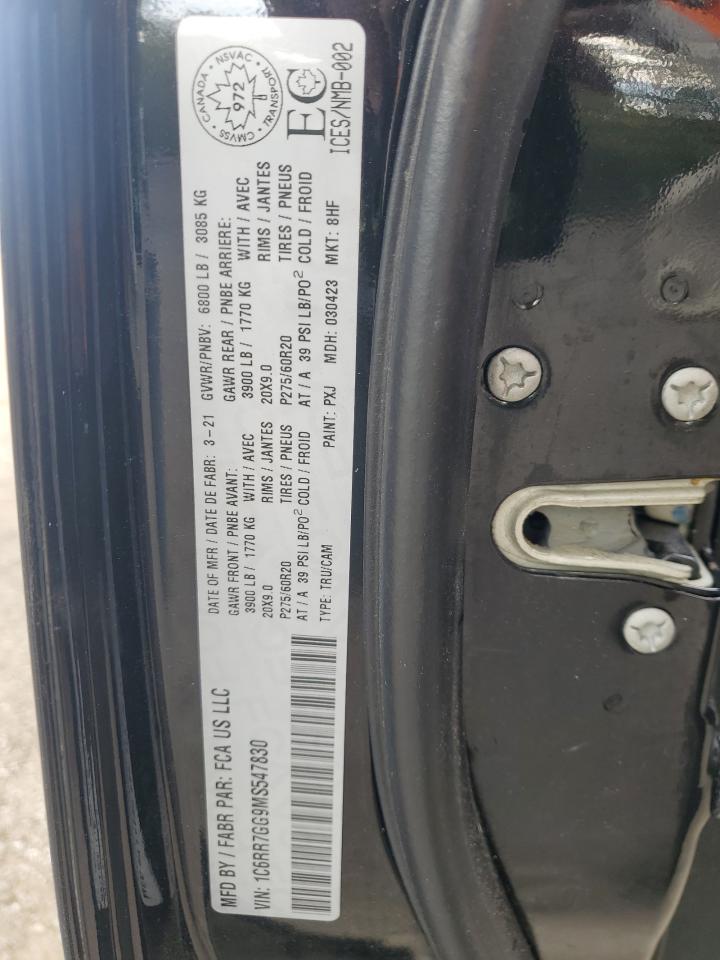 MFD BY / FABR PAR: FCA US LLC
DATE OF MFR / DATE DE FABR: 3-21
GVWR/PNBV: 6800 LB / 3085 KG
GAWR FRONT / PNBE AVANT:
3900 LB / 1770 KG WITH / AVEC
20X9.0 RIMS / JANTES
P275/60R20 TIRES / PNEUS
AT / A 39 PSI LB/PO² COLD / FROID
GAWR REAR / PNBE ARRIERE:
3900 LB / 1770 KG WITH / AVEC
20X9.0 RIMS / JANTES
P275/60R20 TIRES / PNEUS
AT / A 39 PSI LB/PO² COLD / FROID
VIN: 1C6RR7GG9MS547830
TYPE: TRU/CAM PAINT: PXJ MDH: 030423 MKT: 8HF
CANADA • NSVAC • TRANSPORT • CMVSS
972
EC
ICES/NMB-002